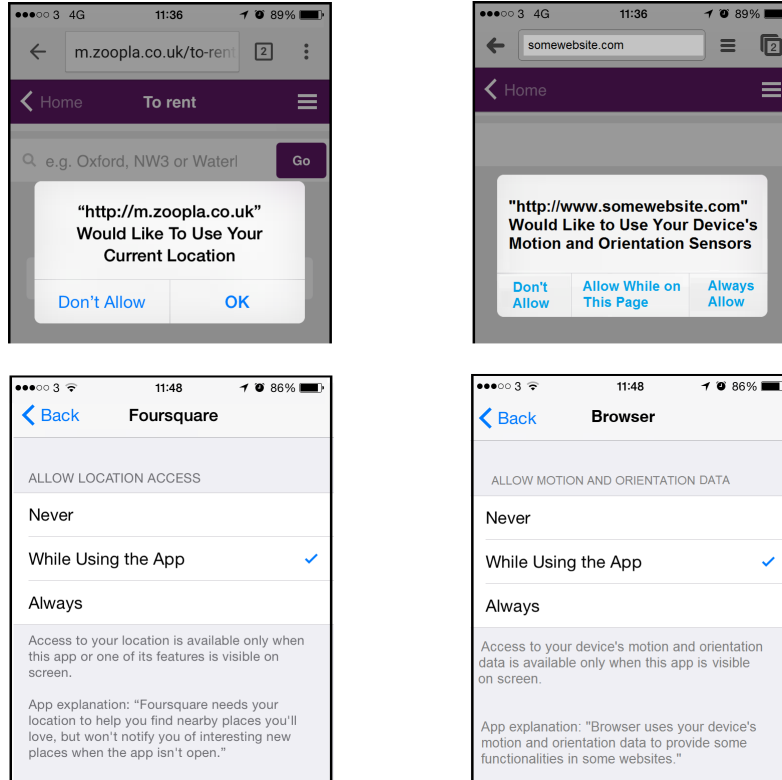 3 4G 11:36 89%
m.zoopla.co.uk/to-rent 2
Home To rent
e.g. Oxford, NW3 or Waterl Go
“http://m.zoopla.co.uk”
Would Like To Use Your
Current Location
Don’t Allow OK
3 4G 11:36 89%
somewebsite.com 2
Home
"http://www.somewebsite.com"
Would Like to Use Your Device's
Motion and Orientation Sensors
Don't
Allow
Allow While on
This Page
Always
Allow
3 11:48 86%
Back Foursquare
ALLOW LOCATION ACCESS
Never
While Using the App
Always
Access to your location is available only when
this app or one of its features is visible on
screen.
App explanation: “Foursquare needs your
location to help you find nearby places you'll
love, but won't notify you of interesting new
places when the app isn't open.”
3 11:48 86%
Back Browser
ALLOW MOTION AND ORIENTATION DATA
Never
While Using the App
Always
Access to your device's motion and orientation
data is available only when this app is visible
on screen.
App explanation: "Browser uses your device's
motion and orientation data to provide some
functionalities in some websites."